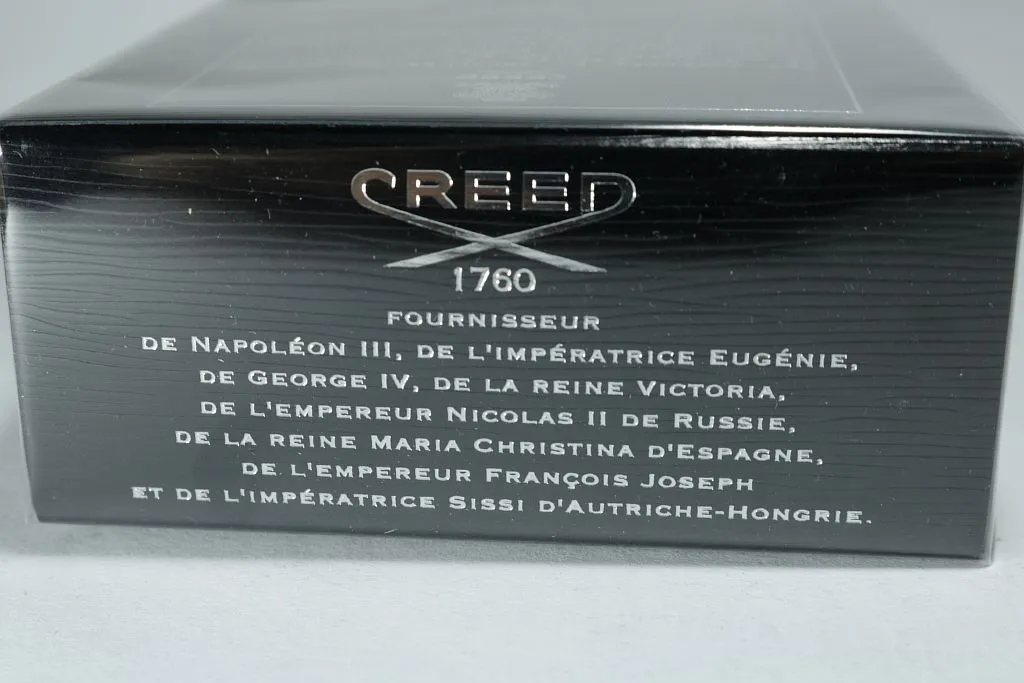 CREED
1760
FOURNISSEUR
DE NAPOLÉON III, DE L'IMPÉRATRICE EUGÉNIE,
DE GEORGE IV, DE LA REINE VICTORIA,
DE L'EMPEREUR NICOLAS II DE RUSSIE,
DE LA REINE MARIA CHRISTINA D'ESPAGNE,
DE L'EMPEREUR FRANÇOIS JOSEPH
ET DE L'IMPÉRATRICE SISSI D'AUTRICHE-HONGRIE.